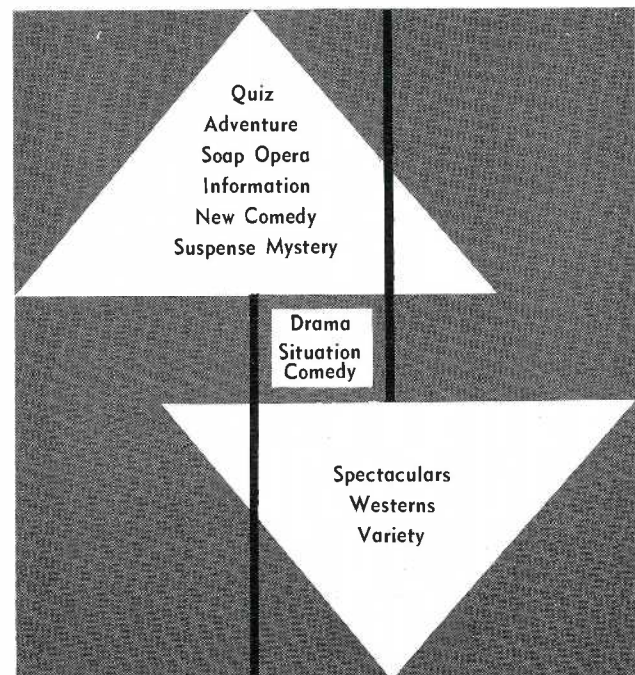 Quiz
Adventure
Soap Opera
Information
New Comedy
Suspense Mystery
Drama
Situation
Comedy
Spectaculars
Westerns
Variety